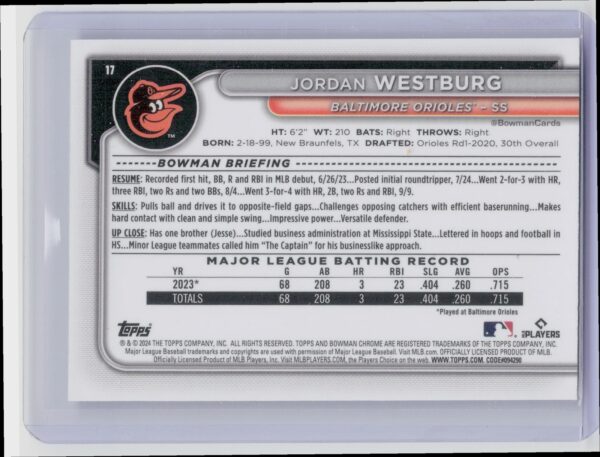 17
JORDAN WESTBURG
BALTIMORE ORIOLES® – SS
@BowmanCards
HT: 6'2" WT: 210 BATS: Right THROWS: Right
BORN: 2-18-99, New Braunfels, TX DRAFTED: Orioles Rd1-2020, 30th Overall
BOWMAN BRIEFING
RESUME: Recorded first hit, BB, R and RBI in MLB debut, 6/26/23...Posted initial roundtripper, 7/24...Went 2-for-3 with HR,
three RBI, two Rs and two BBs, 8/4...Went 3-for-4 with HR, 2B, two Rs and two RBI, 9/9.
SKILLS: Pulls ball and drives it to opposite-field gaps...Challenges opposing catchers with efficient baserunning...Makes
hard contact with clean and simple swing...Impressive power...Versatile defender.
UP CLOSE: Has one brother (Jesse)...Studied business administration at Mississippi State...Lettered in hoops and football in
HS...Minor League teammates called him "The Captain" for his businesslike approach.
MAJOR LEAGUE BATTING RECORD
YR G AB HR RBI SLG AVG OPS
2023* 68 208 3 23 .404 .260 .715
TOTALS 68 208 3 23 .404 .260 .715
*Played at Baltimore Orioles
Topps
MLB PLAYERS
® & © 2024 THE TOPPS COMPANY, INC. ALL RIGHTS RESERVED. TOPPS AND BOWMAN CHROME ARE REGISTERED TRADEMARKS OF THE TOPPS COMPANY, INC.
Major League Baseball trademarks and copyrights are used with permission of Major League Baseball. Visit MLB.com. OFFICIALLY LICENSED PRODUCT OF MLB.
Officially Licensed Product of MLB Players, Inc. Visit MLBPLAYERS.COM, the Players Choice on the web. WWW.TOPPS.COM. CODE#094290